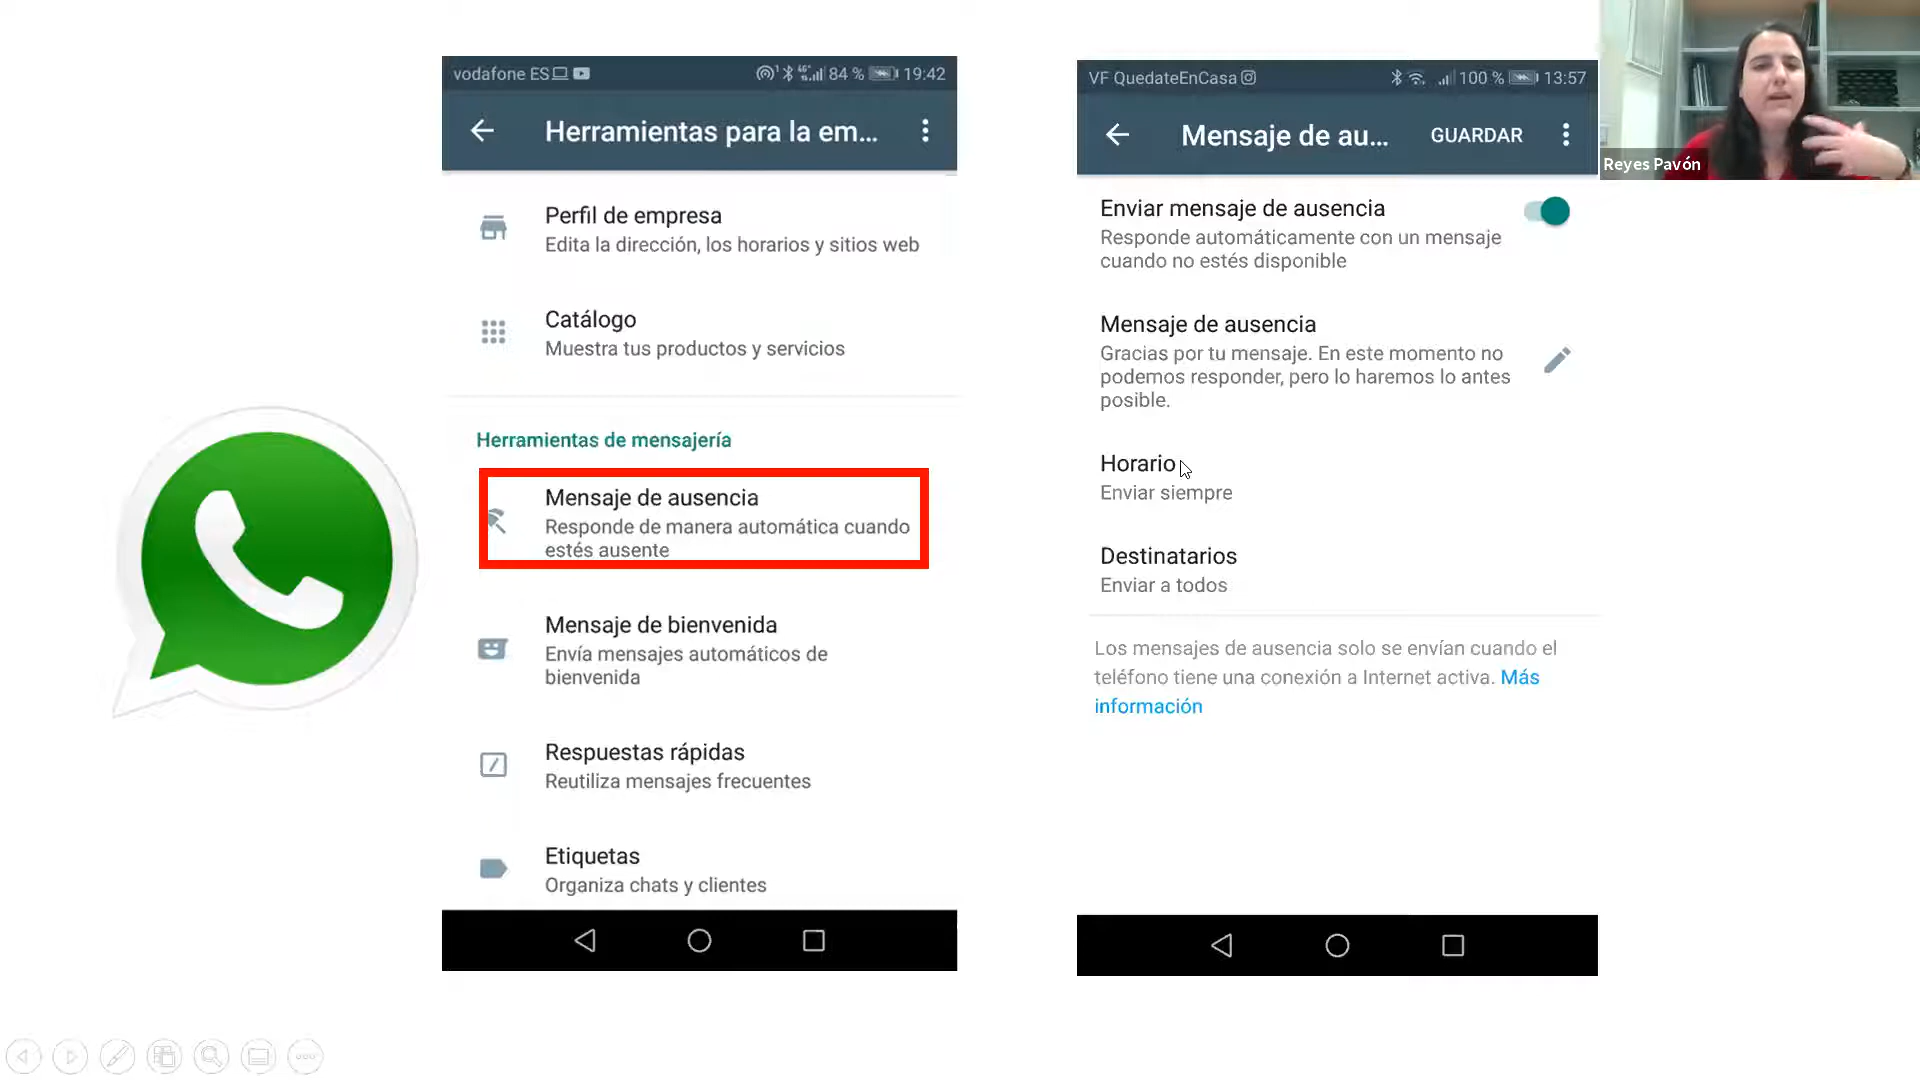 vodafone ES
84 %
19:42
Herramientas para la em...
Perfil de empresa
Edita la dirección, los horarios y sitios web
Catálogo
Muestra tus productos y servicios
Herramientas de mensajería
Mensaje de ausencia
Responde de manera automática cuando
estés ausente
Mensaje de bienvenida
Envía mensajes automáticos de
bienvenida
Respuestas rápidas
Reutiliza mensajes frecuentes
Etiquetas
Organiza chats y clientes
VF QuedateEnCasa
100 %
13:57
Mensaje de au...
GUARDAR
Enviar mensaje de ausencia
Responde automáticamente con un mensaje
cuando no estés disponible
Mensaje de ausencia
Gracias por tu mensaje. En este momento no
podemos responder, pero lo haremos lo antes
posible.
Horario
Enviar siempre
Destinatarios
Enviar a todos
Los mensajes de ausencia solo se envían cuando el
teléfono tiene una conexión a Internet activa. Más
información
Reyes Pavón